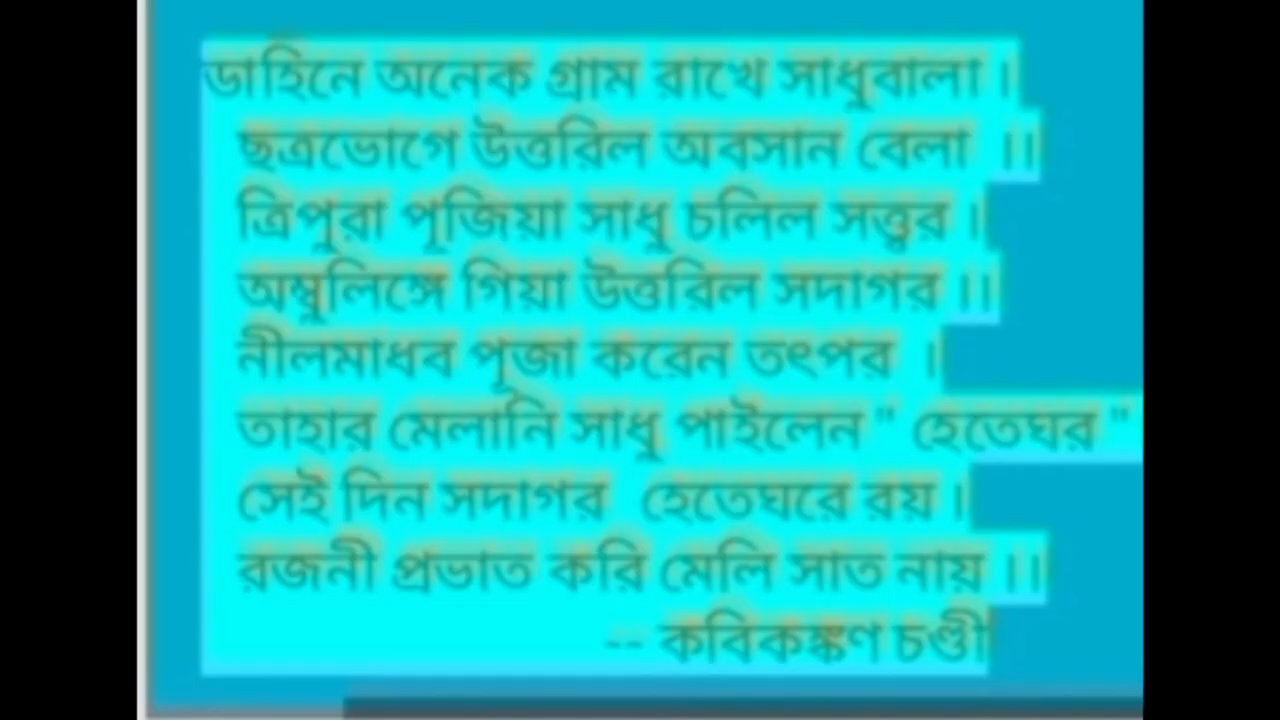 ডাহিনে অনেক গ্রাম রাখে সাধুবালা ।
ছত্রভোগে উত্তরিল অবসান বেলা ।।
ত্রিপুরা পূজিয়া সাধু চলিল সত্ত্বর ।
অম্বুলিঙ্গে গিয়া উত্তরিল সদাগর ।।
নীলমাধব পূজা করেন তৎপর ।
তাহার মেলানি সাধু পাইলেন " হেতেঘর "
সেই দিন সদাগর হেতেঘরে রয় ।
রজনী প্রভাত করি মেলি সাত নায় ।।
-- কবিকঙ্কণ চণ্ডী